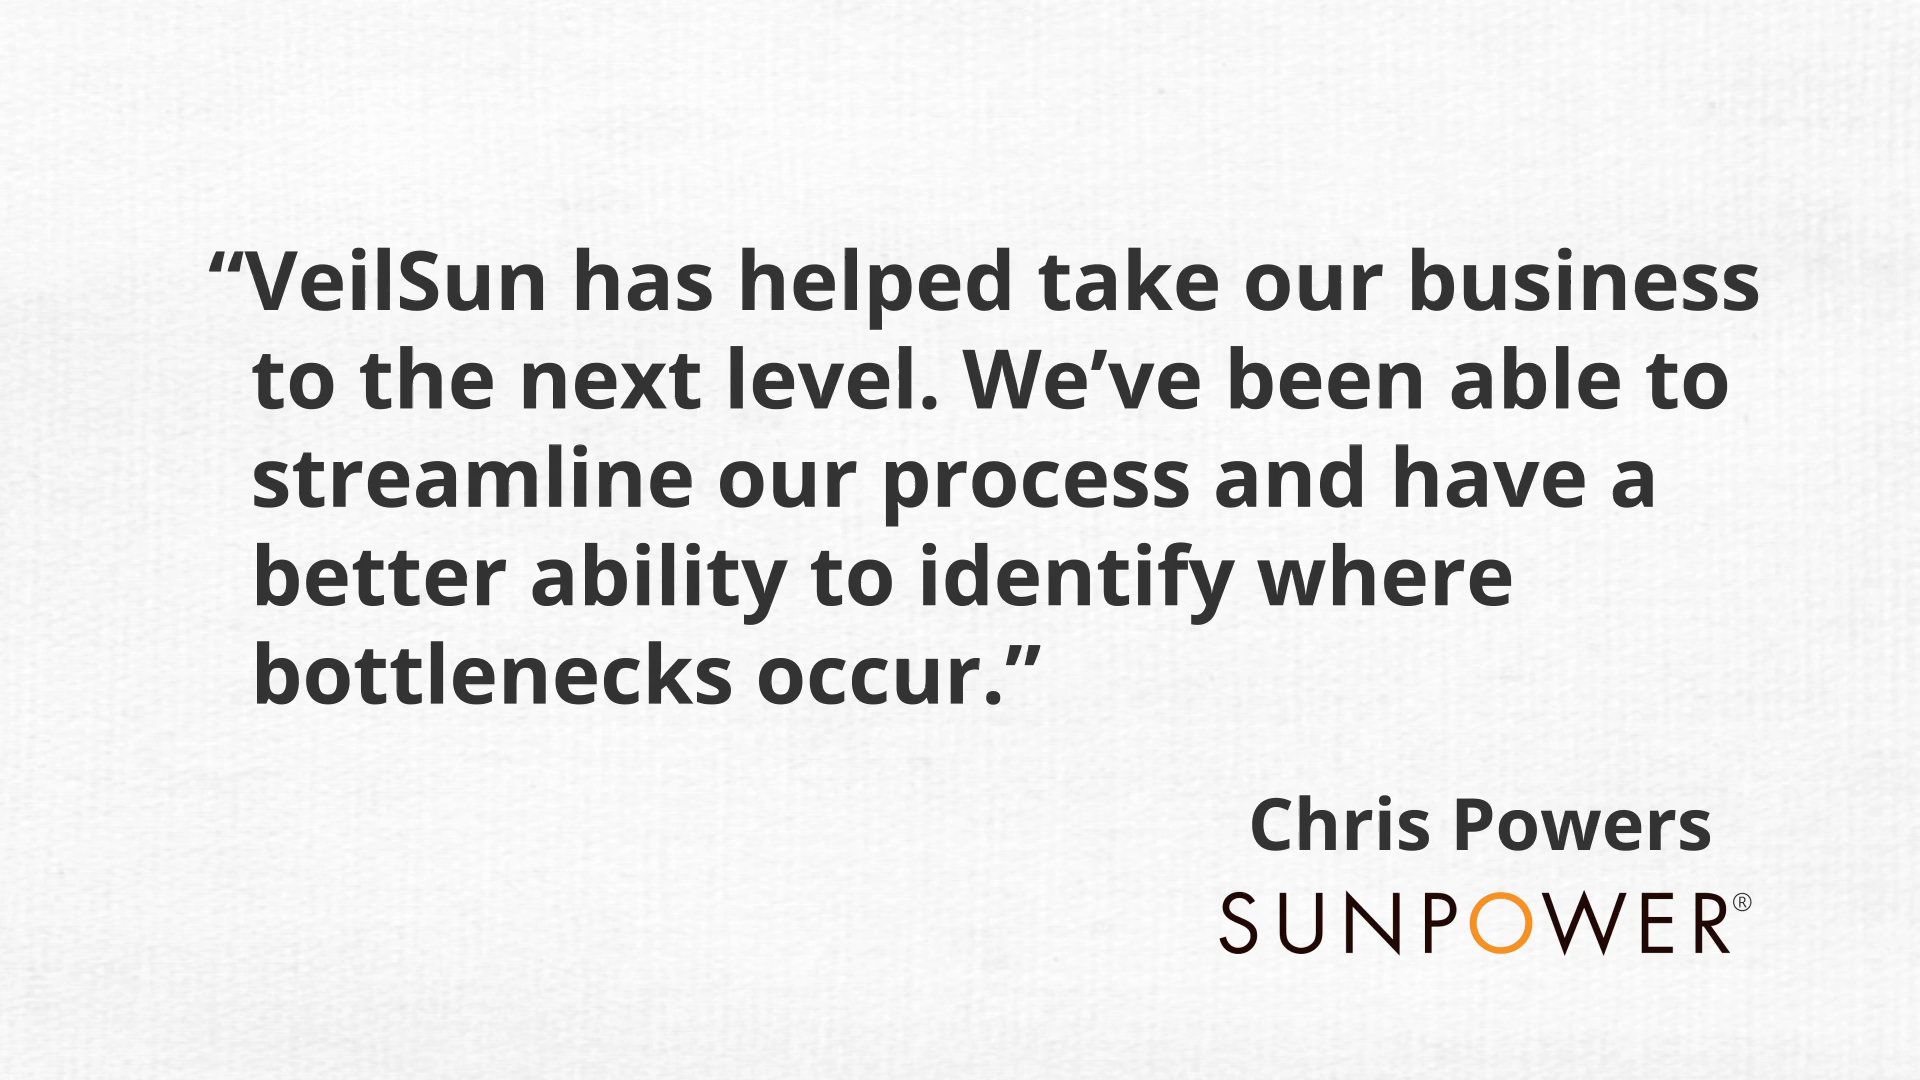 “VeilSun has helped take our business
to the next level. We’ve been able to
streamline our process and have a
better ability to identify where
bottlenecks occur.”
Chris Powers
SUNPOWER®